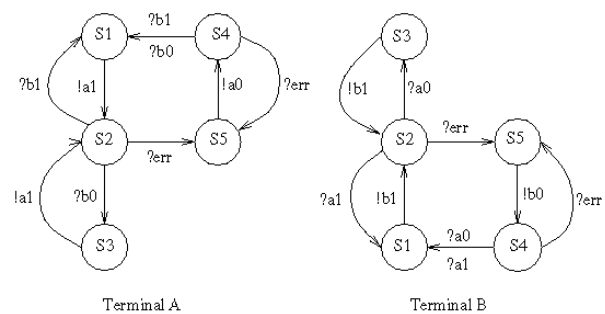 ?b1
S1
S4
?b0
?b1
!a1
!a0
?err
S2
S5
?err
!a1
?b0
S3
Terminal A
S3
!b1
?a0
?err
S2
S5
?a1
!b1
!b0
?err
?a0
S1
S4
?a1
Terminal B